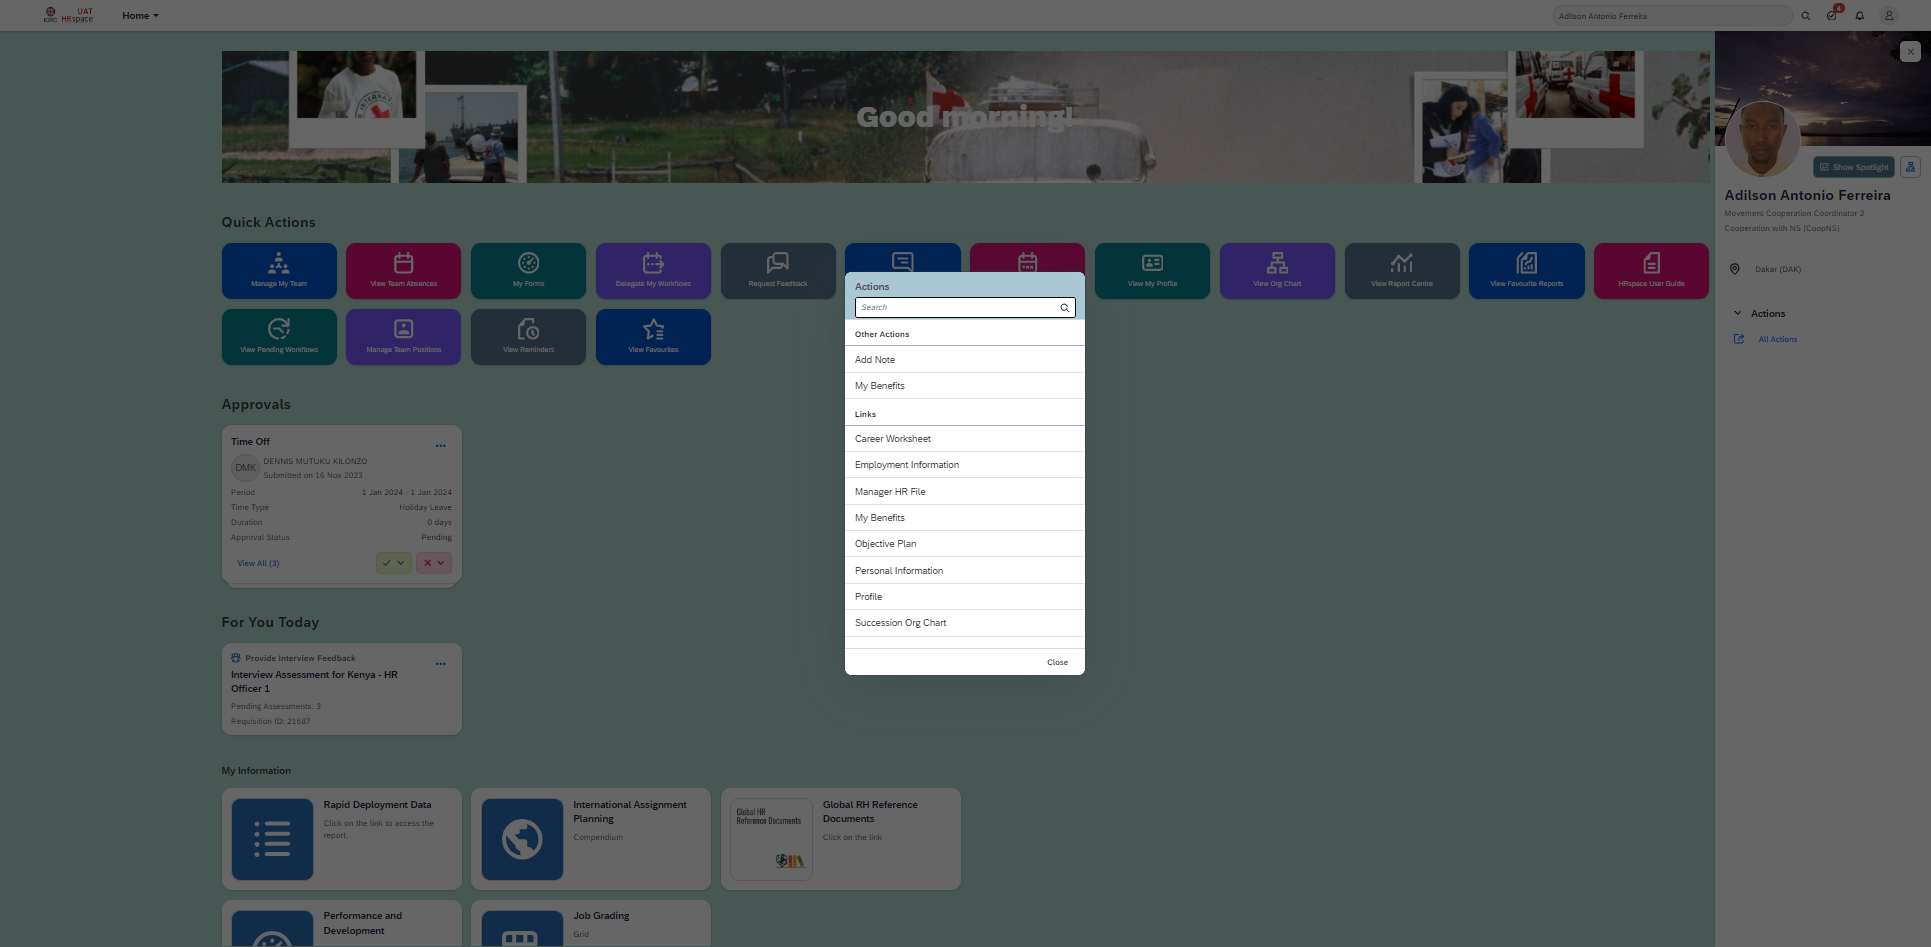 ICRC
UAT
HRspace
Home
Adilson Antonio Ferreira
4
Good morning!
Show Spotlight
Adilson Antonio Ferreira
Movement Cooperation Coordinator 2
Cooperation with NS (CoopNS)
Dakar (DAK)
Actions
All Actions
Quick Actions
Manage My Team
View Team Absences
My Forms
Delegate My Workflows
Request Feedback
View My Profile
View Org Chart
View Report Centre
View Favourite Reports
HRspace User Guide
View Pending Workflows
Manage Team Positions
View Reminders
View Favourites
Actions
Search
Other Actions
Add Note
My Benefits
Links
Career Worksheet
Employment Information
Manager HR File
My Benefits
Objective Plan
Personal Information
Profile
Succession Org Chart
Close
Approvals
Time Off
DMK
DENNIS MUTUKU KILONZO
Submitted on 16 Nov 2023
Period 1 Jan 2024 - 1 Jan 2024
Time Type Holiday Leave
Duration 0 days
Approval Status Pending
View All (3)
For You Today
Provide Interview Feedback
Interview Assessment for Kenya - HR
Officer 1
Pending Assessments: 3
Requisition ID: 21687
My Information
Rapid Deployment Data
Click on the link to access the
report.
International Assignment
Planning
Compendium
Global HR
Reference Documents
Global RH Reference
Documents
Click on the link
Performance and
Development
Job Grading
Grid